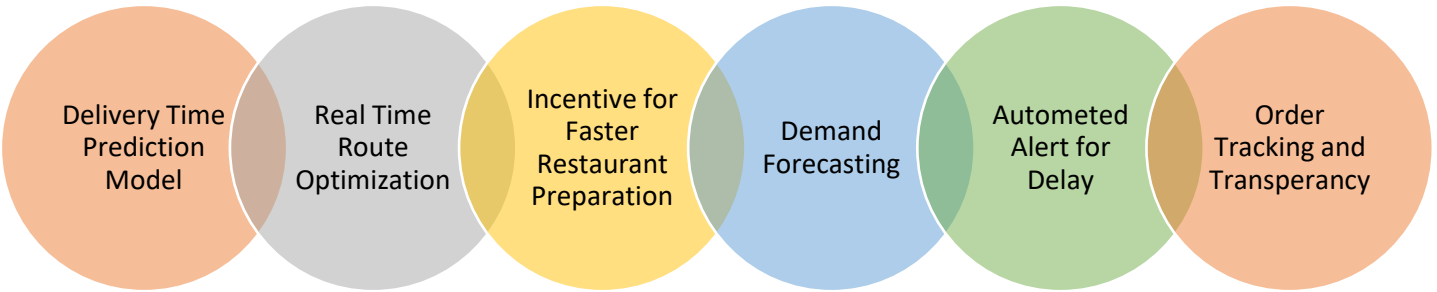 Delivery Time
Prediction
Model
Real Time
Route
Optimization
Incentive for
Faster
Restaurant
Preparation
Demand
Forecasting
Autometed
Alert for
Delay
Order
Tracking and
Transperancy